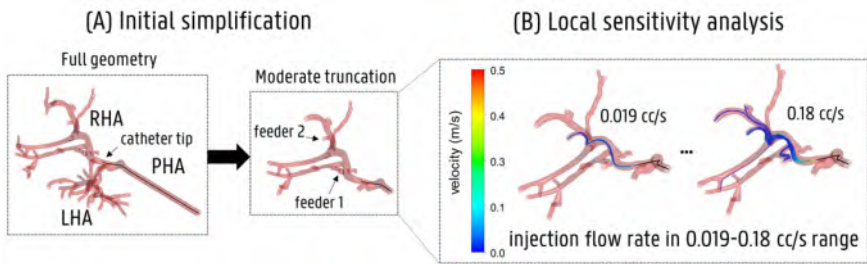 (A) Initial simplification
(B) Local sensitivity analysis
Full geometry
RHA
catheter tip
PHA
LHA
Moderate truncation
feeder 2
feeder 1
velocity (m/s)
0.5
0.4
0.3
0.2
0.1
0.0
0.019 cc/s
...
0.18 cc/s
injection flow rate in 0.019-0.18 cc/s range